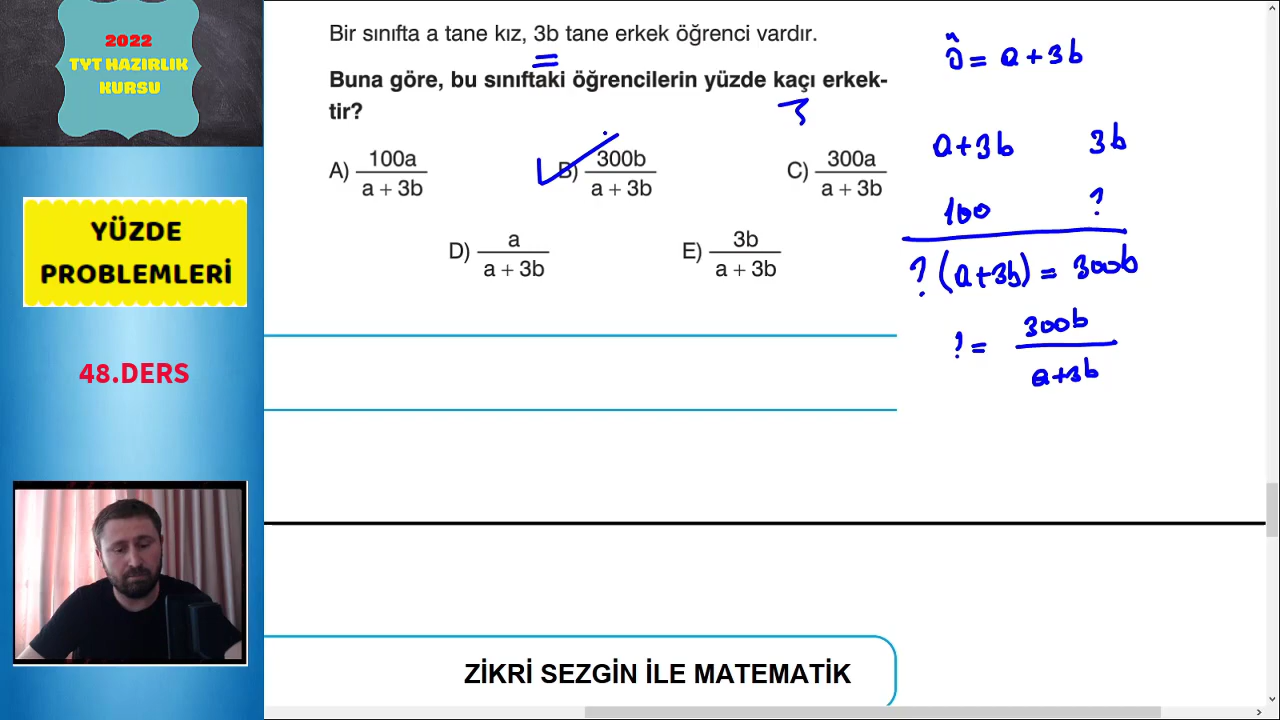 2022
TYT HAZIRLIK
KURSU
YÜZDE
PROBLEMLERİ
48.DERS
Bir sınıfta a tane kız, 3b tane erkek öğrenci vardır.
Buna göre, bu sınıftaki öğrencilerin yüzde kaçı erkek-
tir?
A) 100a / a + 3b
B) 300b / a + 3b
C) 300a / a + 3b
D) a / a + 3b
E) 3b / a + 3b
ö = a + 3b
a+3b 3b
100 ?
? (a+3b) = 300b
? = 300b / a+3b
ZİKRİ SEZGİN İLE MATEMATİK